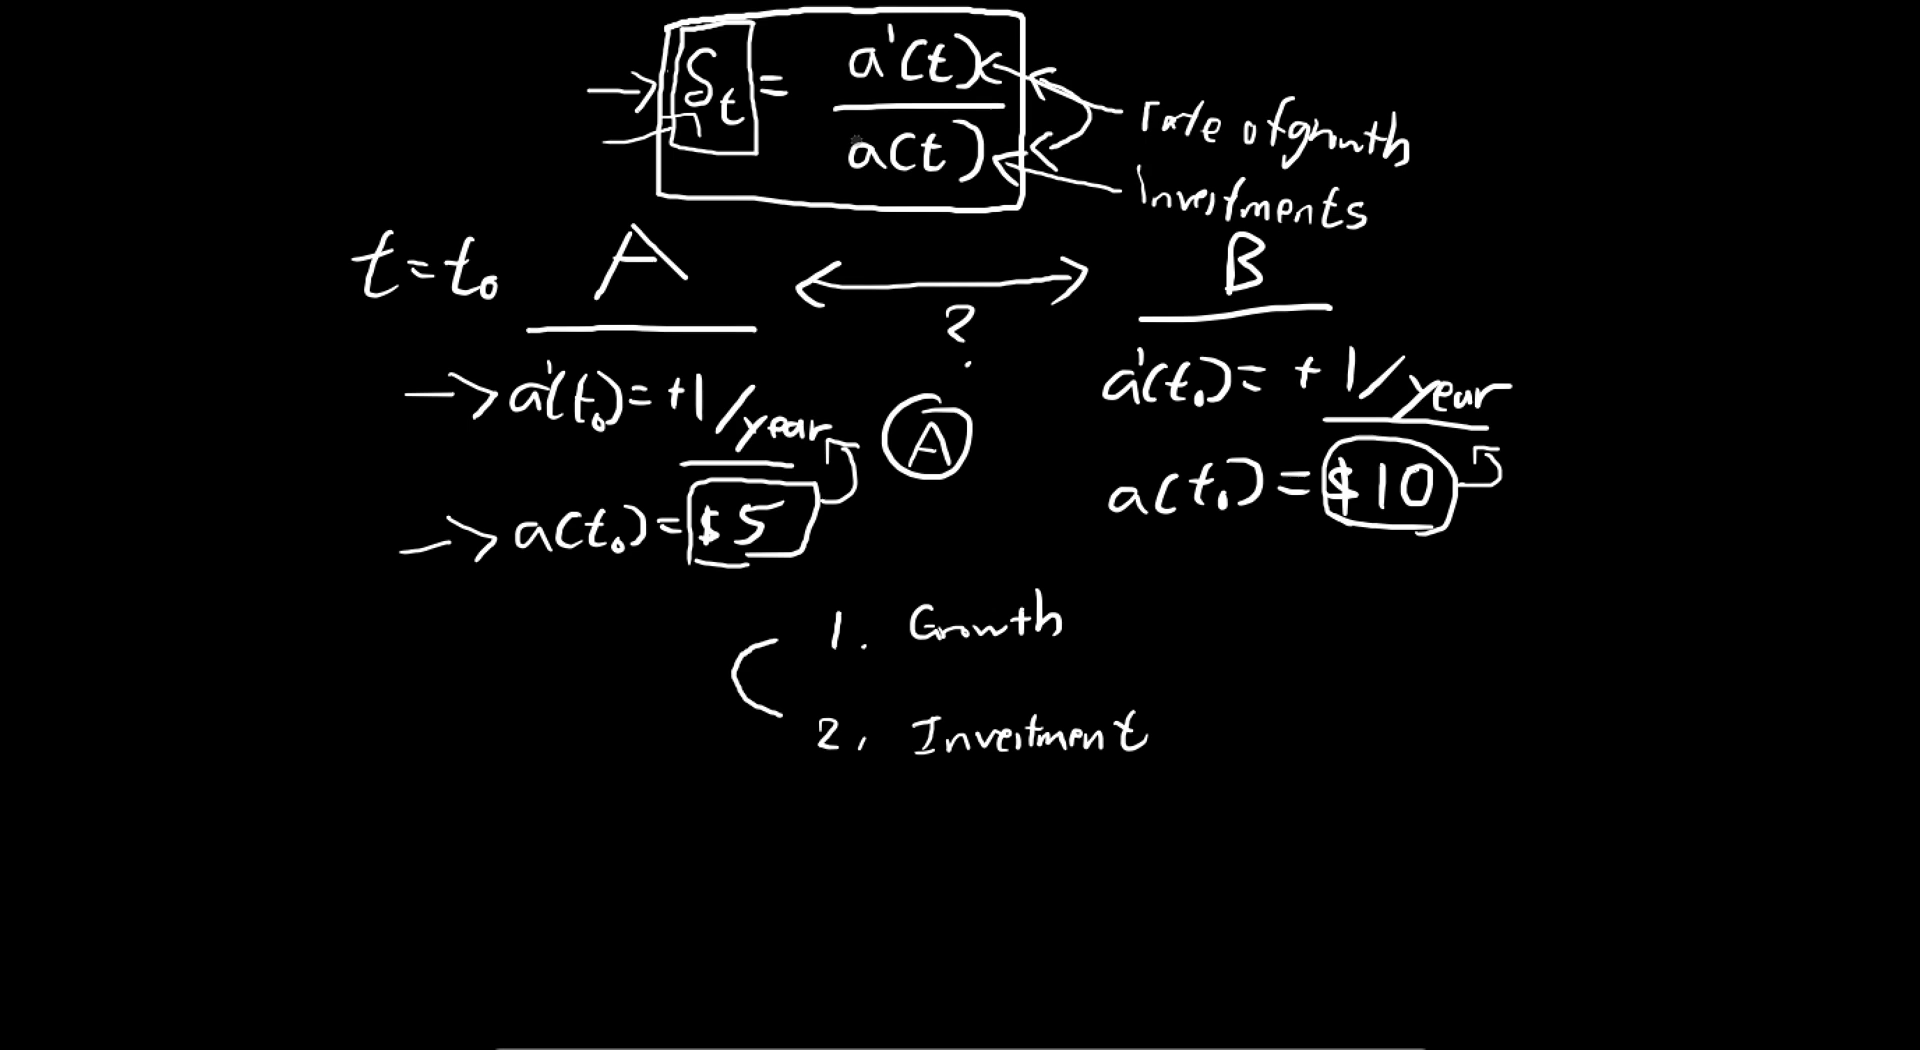 δt = a'(t) / a(t)
rate of growth
Investments
t=t₀ A B
?
a'(t₀)=+1/year
a'(t₀)=+1/year
A
a(t₀)=$5
a(t₀)=$10
1. Growth
2. Investment